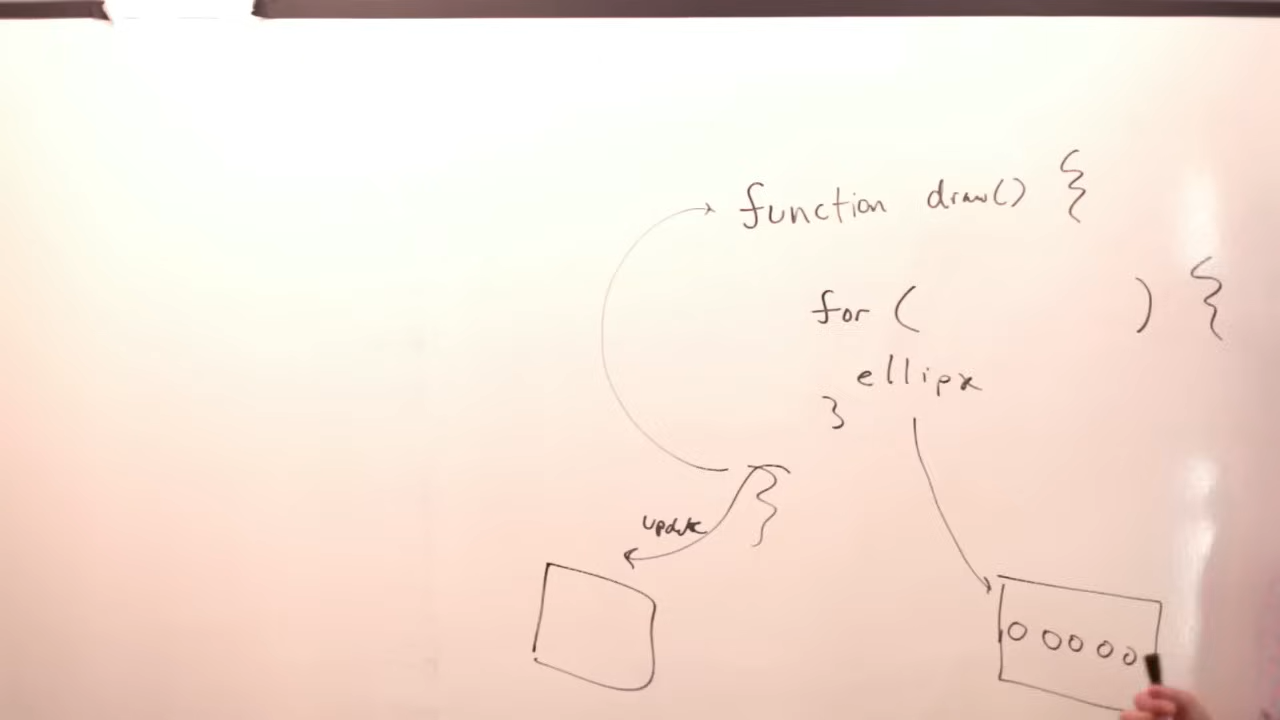 function draw() {
for ( ) {
ellipse
}
}
update